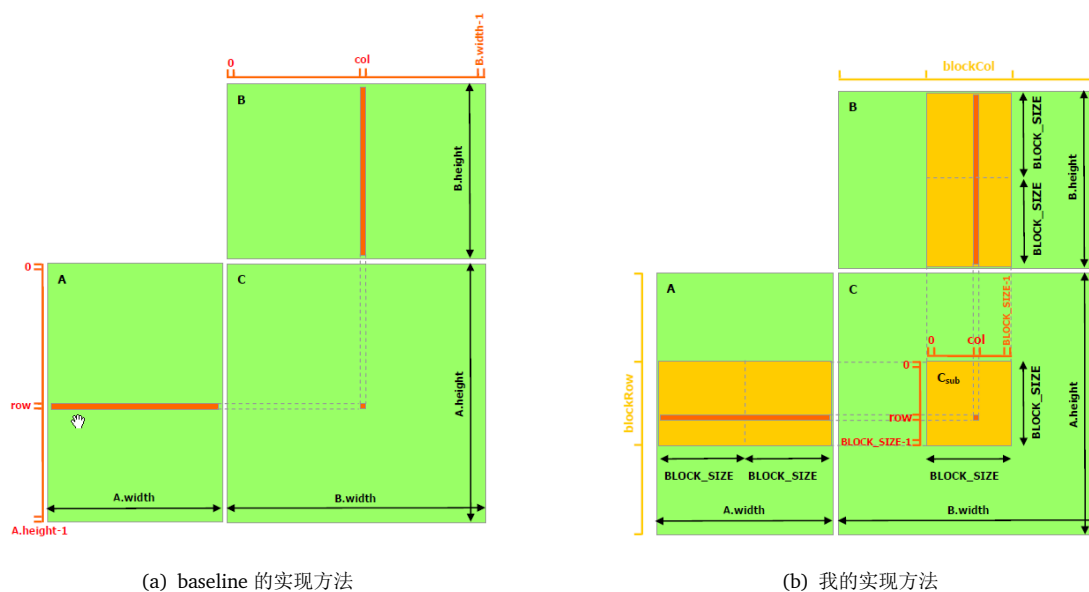 0
col
B.width-1
B
B.height
0
A
C
row
A.height
A.width
B.width
A.height-1
(a) baseline 的实现方法
blockCol
B
BLOCK_SIZE
BLOCK_SIZE
B.height
A
C
BLOCK_SIZE-1
0
col
0
blockRow
Csub
BLOCK_SIZE
A.height
row
BLOCK_SIZE-1
BLOCK_SIZE
BLOCK_SIZE
BLOCK_SIZE
A.width
B.width
(b) 我的实现方法